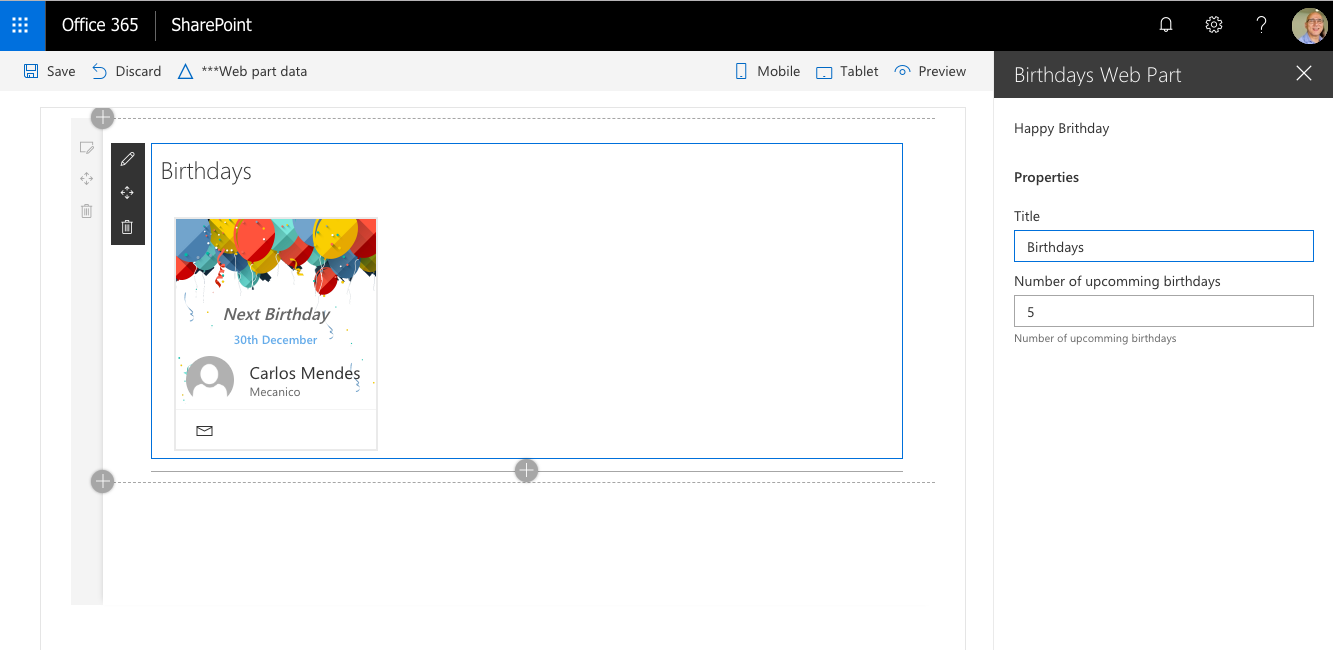 Office 365 SharePoint
Save Discard ***Web part data Mobile Tablet Preview
Birthdays
Next Birthday
30th December
Carlos Mendes
Mecanico
Birthdays Web Part
Happy Brithday
Properties
Title
Birthdays
Number of upcomming birthdays
5
Number of upcomming birthdays